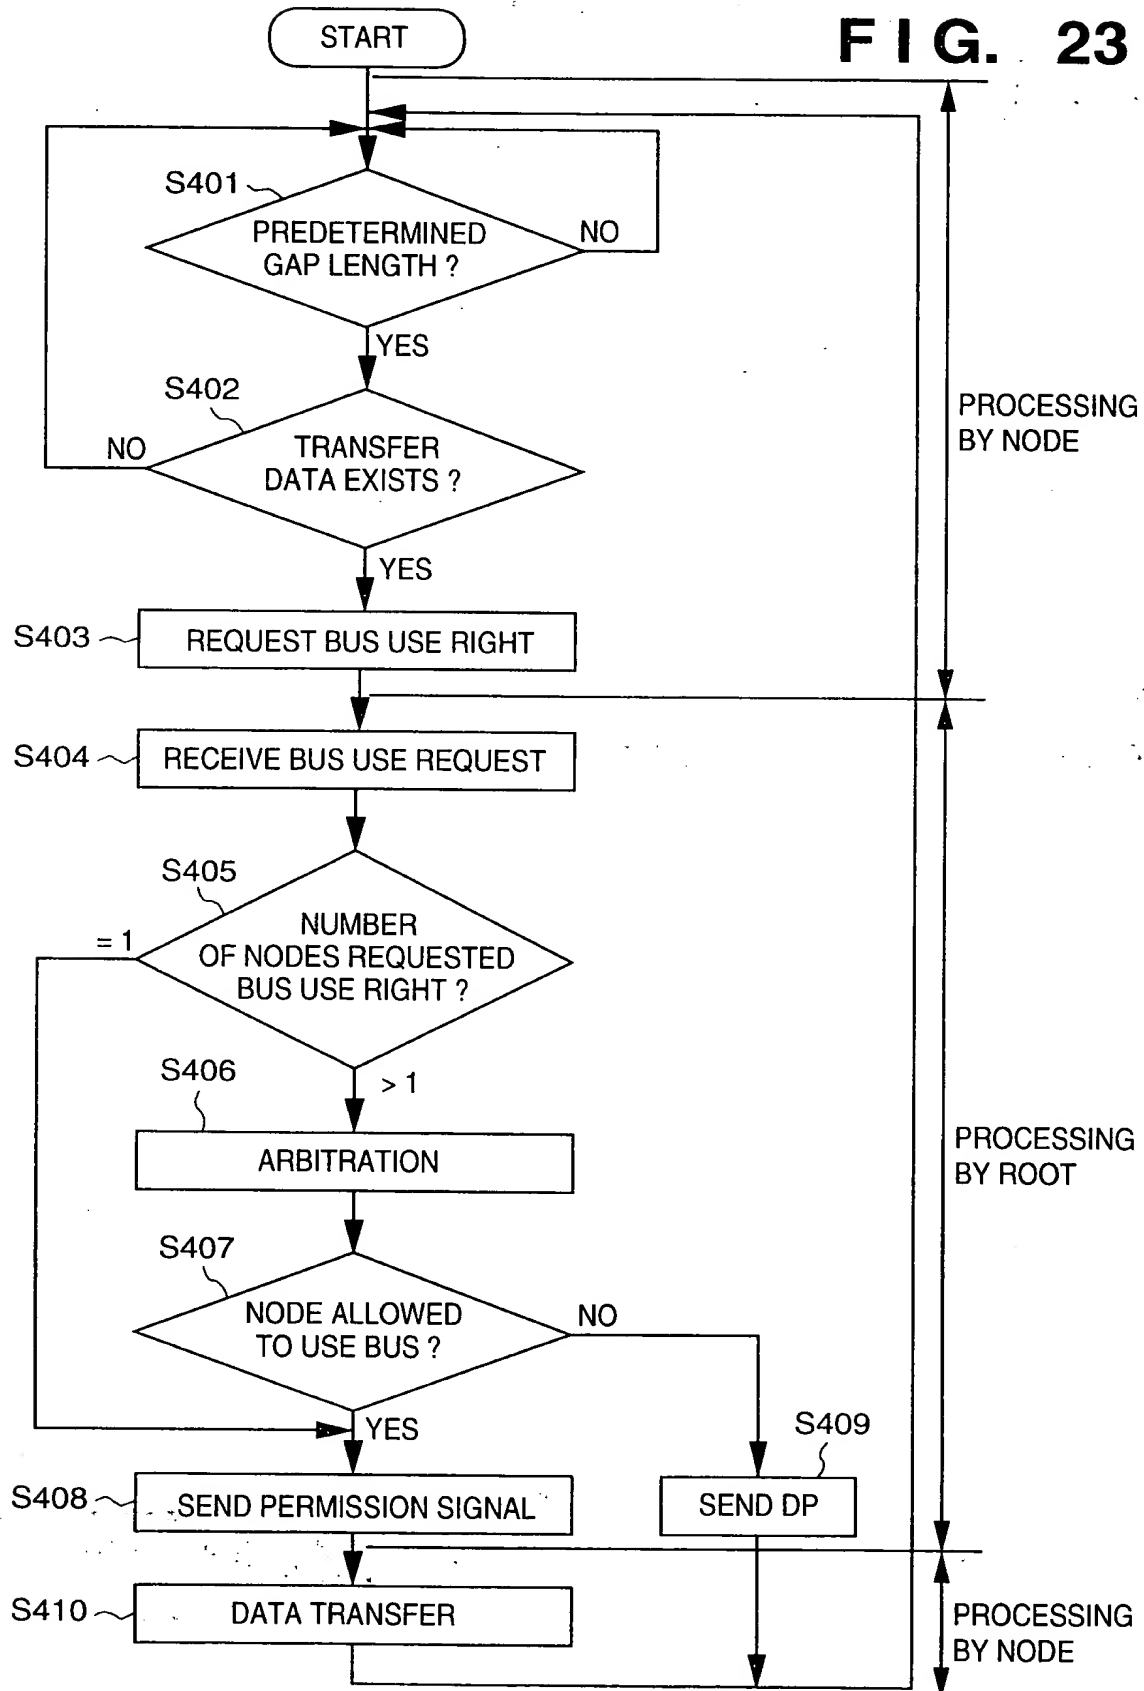 START
FIG. 23
S401
PREDETERMINED
GAP LENGTH ?
NO
YES
S402
NO
TRANSFER
DATA EXISTS ?
PROCESSING
BY NODE
YES
S403
REQUEST BUS USE RIGHT
S404
RECEIVE BUS USE REQUEST
S405
= 1
NUMBER
OF NODES REQUESTED
BUS USE RIGHT ?
> 1
S406
ARBITRATION
PROCESSING
BY ROOT
S407
NODE ALLOWED
TO USE BUS ?
NO
YES
S409
S408
SEND PERMISSION SIGNAL
SEND DP
S410
DATA TRANSFER
PROCESSING
BY NODE